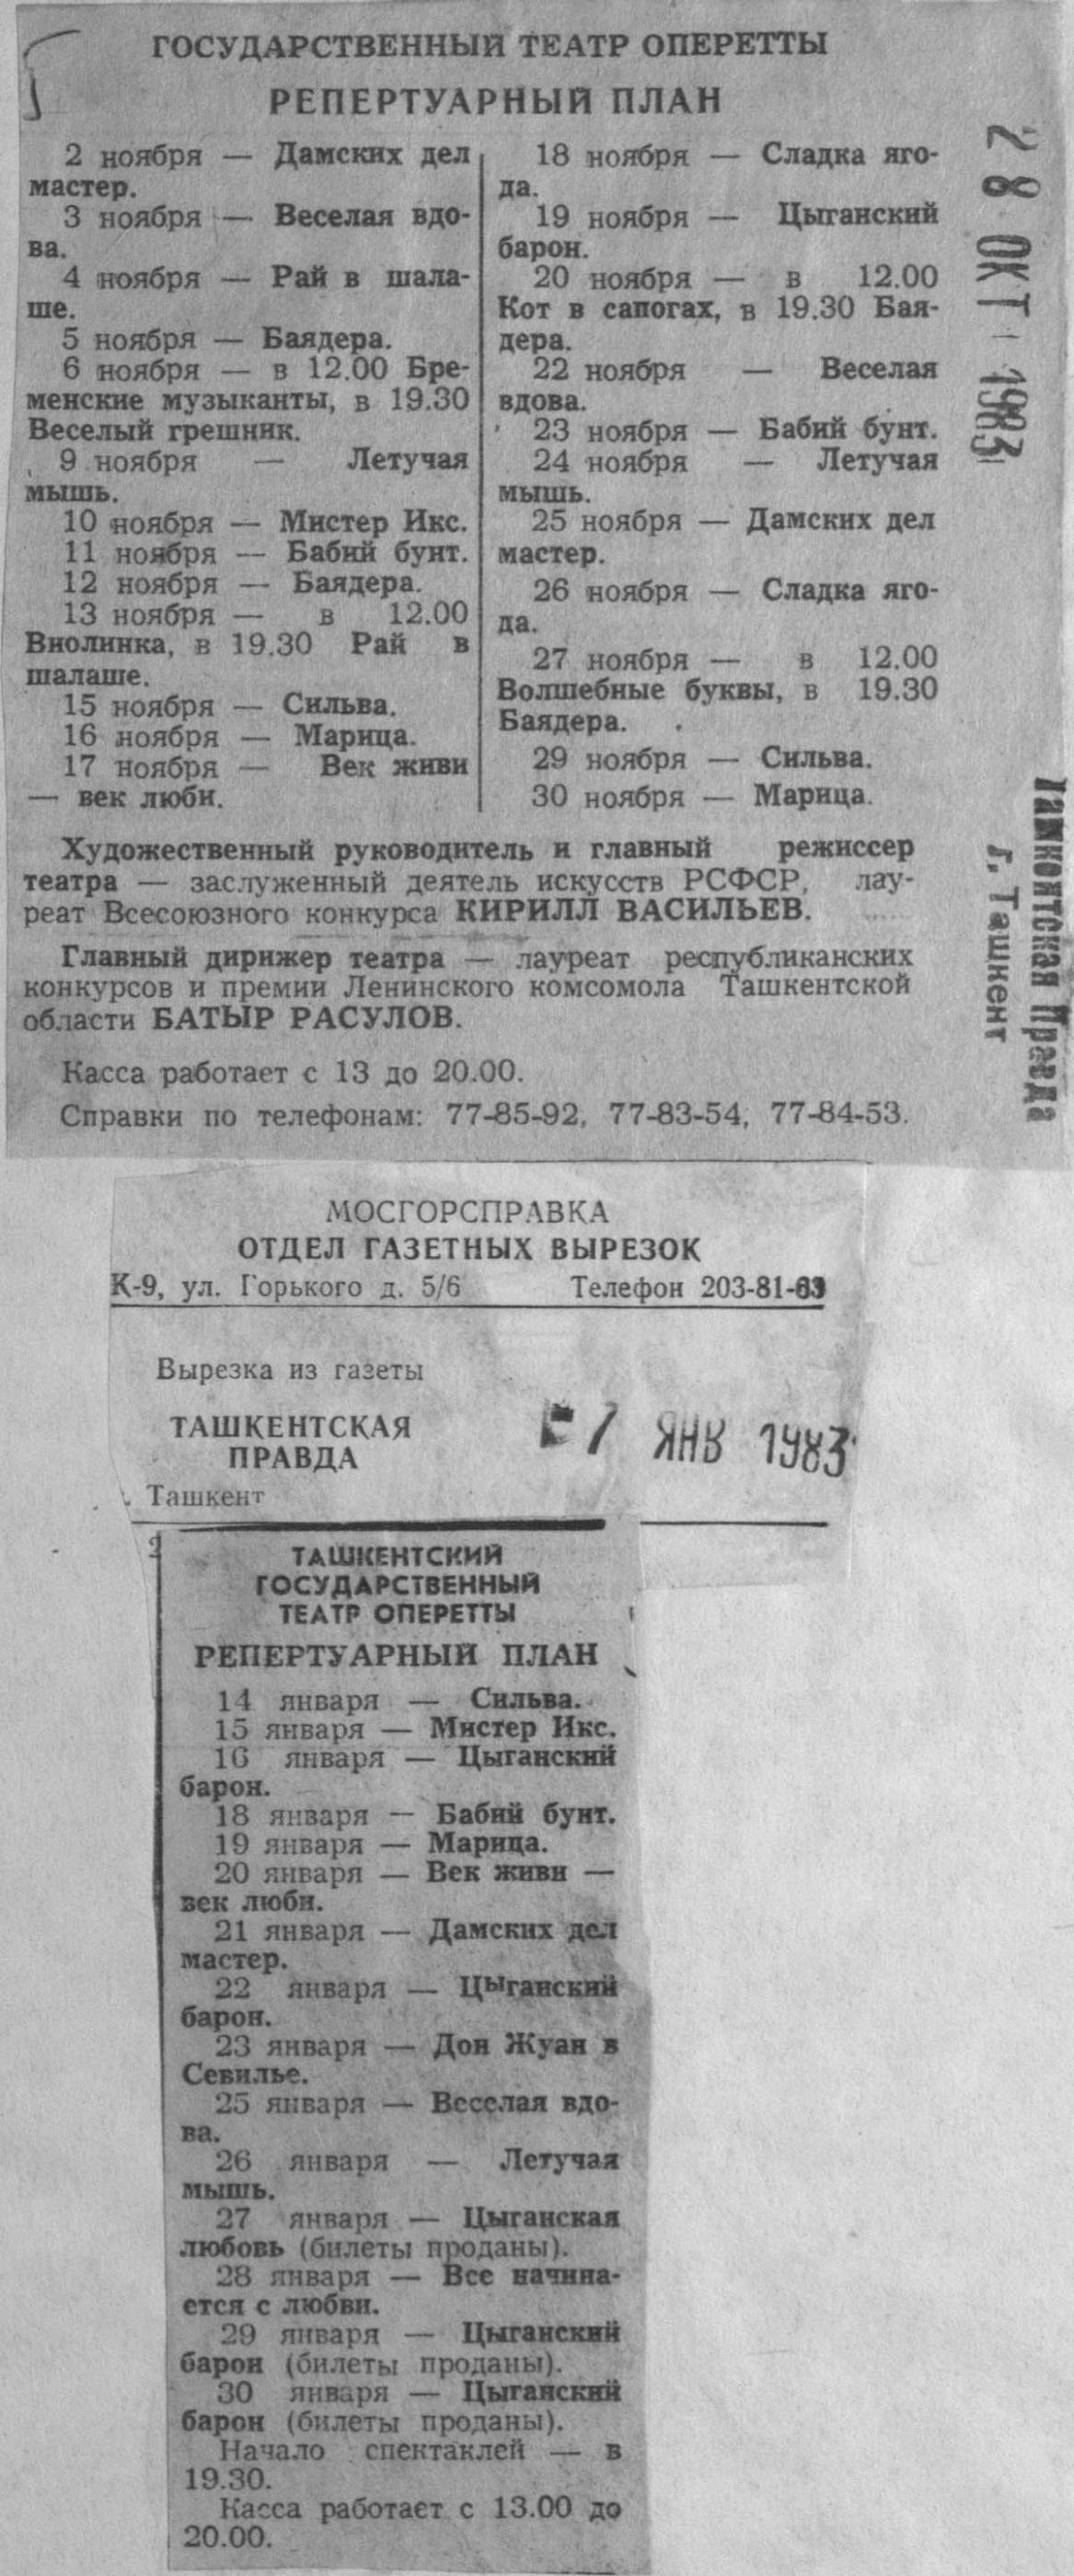 ГОСУДАРСТВЕННЫЙ ТЕАТР ОПЕРЕТТЫ
РЕПЕРТУАРНЫЙ ПЛАН
2 ноября — Дамских дел
мастер.
3 ноября — Веселая вдо-
ва.
4 ноября — Рай в шала-
ше.
5 ноября — Баядера.
6 ноября — в 12.00 Бре-
менские музыканты, в 19.30
Веселый грешник.
9 ноября — Летучая
мышь.
10 ноября — Мистер Икс.
11 ноября — Бабий бунт.
12 ноября — Баядера.
13 ноября — в 12.00
Виолинка, в 19.30 Рай в
шалаше.
15 ноября — Сильва.
16 ноября — Марица.
17 ноября — Век живи
— век люби.
18 ноября — Сладка яго-
да.
19 ноября — Цыганский
барон.
20 ноября — в 12.00
Кот в сапогах, в 19.30 Бая-
дера.
22 ноября — Веселая
вдова.
23 ноября — Бабий бунт.
24 ноября — Летучая
мышь.
25 ноября — Дамских дел
мастер.
26 ноября — Сладка яго-
да.
27 ноября — в 12.00
Волшебные буквы, в 19.30
Баядера.
29 ноября — Сильва.
30 ноября — Марица.
Художественный руководитель и главный режиссер
театра — заслуженный деятель искусств РСФСР, лау-
реат Всесоюзного конкурса КИРИЛЛ ВАСИЛЬЕВ.
Главный дирижер театра — лауреат республиканских
конкурсов и премии Ленинского комсомола Ташкентской
области БАТЫР РАСУЛОВ.
Касса работает с 13 до 20.00.
Справки по телефонам: 77-85-92, 77-83-54, 77-84-53.
28 ОКТ 1983
Ташкентская Правда
г. Ташкент
МОСГОРСПРАВКА
ОТДЕЛ ГАЗЕТНЫХ ВЫРЕЗОК
К-9, ул. Горького д. 5/6 Телефон 203-81-63
Вырезка из газеты
ТАШКЕНТСКАЯ
ПРАВДА
ЯНВ 1983
Ташкент
ТАШКЕНТСКИЙ
ГОСУДАРСТВЕННЫЙ
ТЕАТР ОПЕРЕТТЫ
РЕПЕРТУАРНЫЙ ПЛАН
14 января — Сильва.
15 января — Мистер Икс.
16 января — Цыганский
барон.
18 января — Бабий бунт.
19 января — Марица.
20 января — Век живи —
век люби.
21 января — Дамских дел
мастер.
22 января — Цыганский
барон.
23 января — Дон Жуан в
Севилье.
25 января — Веселая вдо-
ва.
26 января — Летучая
мышь.
27 января — Цыганская
любовь (билеты проданы).
28 января — Все начина-
ется с любви.
29 января — Цыганский
барон (билеты проданы).
30 января — Цыганский
барон (билеты проданы).
Начало спектаклей — в
19.30.
Касса работает с 13.00 до
20.00.